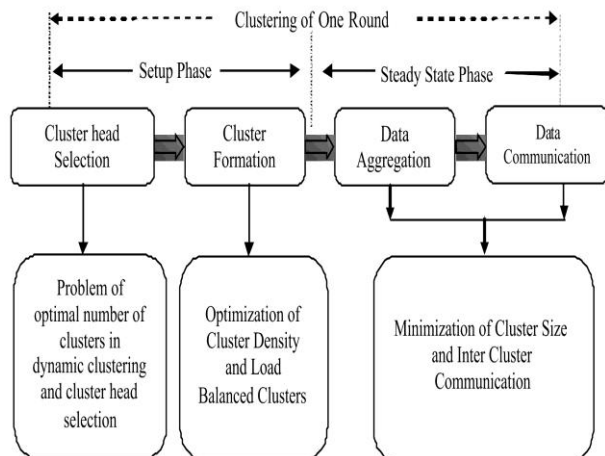 Clustering of One Round
Setup Phase
Steady State Phase
Cluster head
Selection
Cluster
Formation
Data
Aggregation
Data
Communication
Problem of
optimal number of
clusters in
dynamic clustering
and cluster head
selection
Optimization of
Cluster Density
and Load
Balanced Clusters
Minimization of Cluster Size
and Inter Cluster
Communication